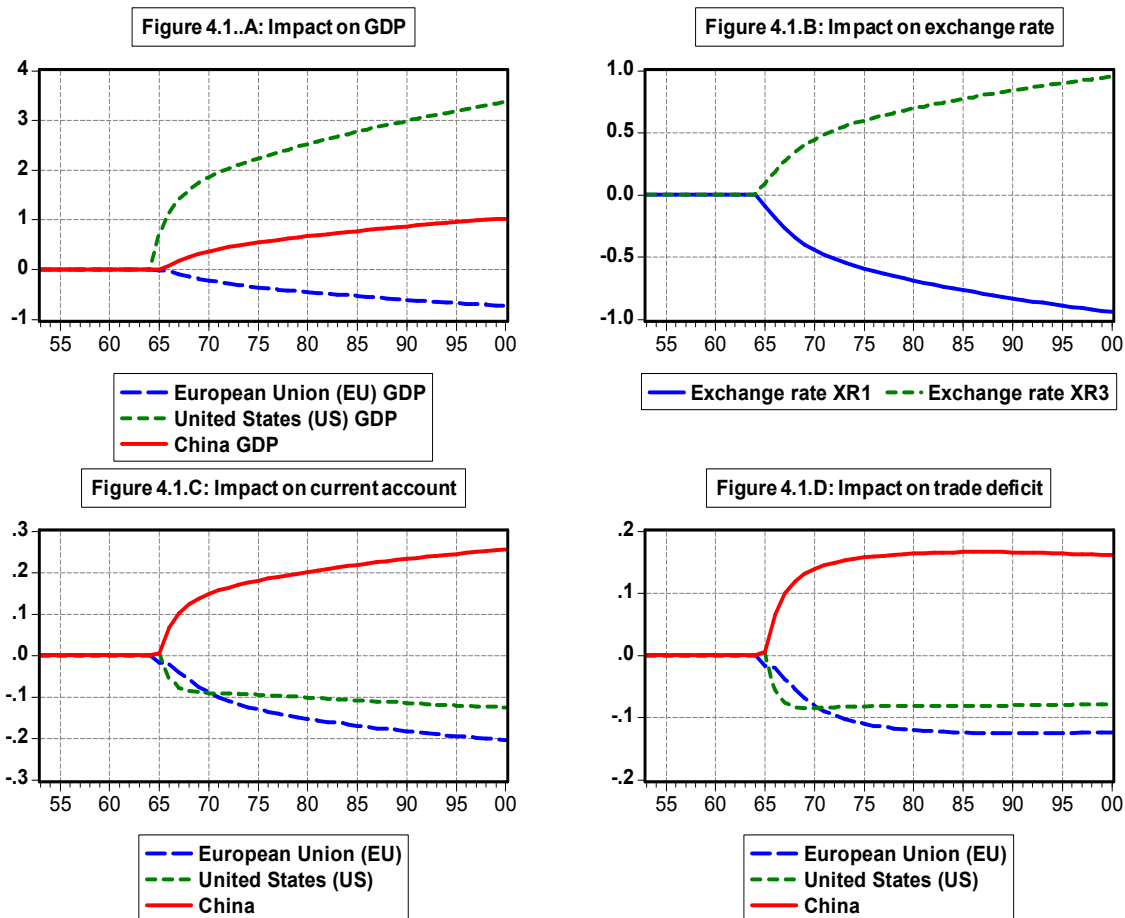 Figure 4.1..A: Impact on GDP
4
3
2
1
0
-1
55 60 65 70 75 80 85 90 95 00
European Union (EU) GDP
United States (US) GDP
China GDP
Figure 4.1.B: Impact on exchange rate
1.0
0.5
0.0
-0.5
-1.0
55 60 65 70 75 80 85 90 95 00
Exchange rate XR1 Exchange rate XR3
Figure 4.1.C: Impact on current account
.3
.2
.1
.0
-.1
-.2
-.3
55 60 65 70 75 80 85 90 95 00
European Union (EU)
United States (US)
China
Figure 4.1.D: Impact on trade deficit
.2
.1
.0
-.1
-.2
55 60 65 70 75 80 85 90 95 00
European Union (EU)
United States (US)
China